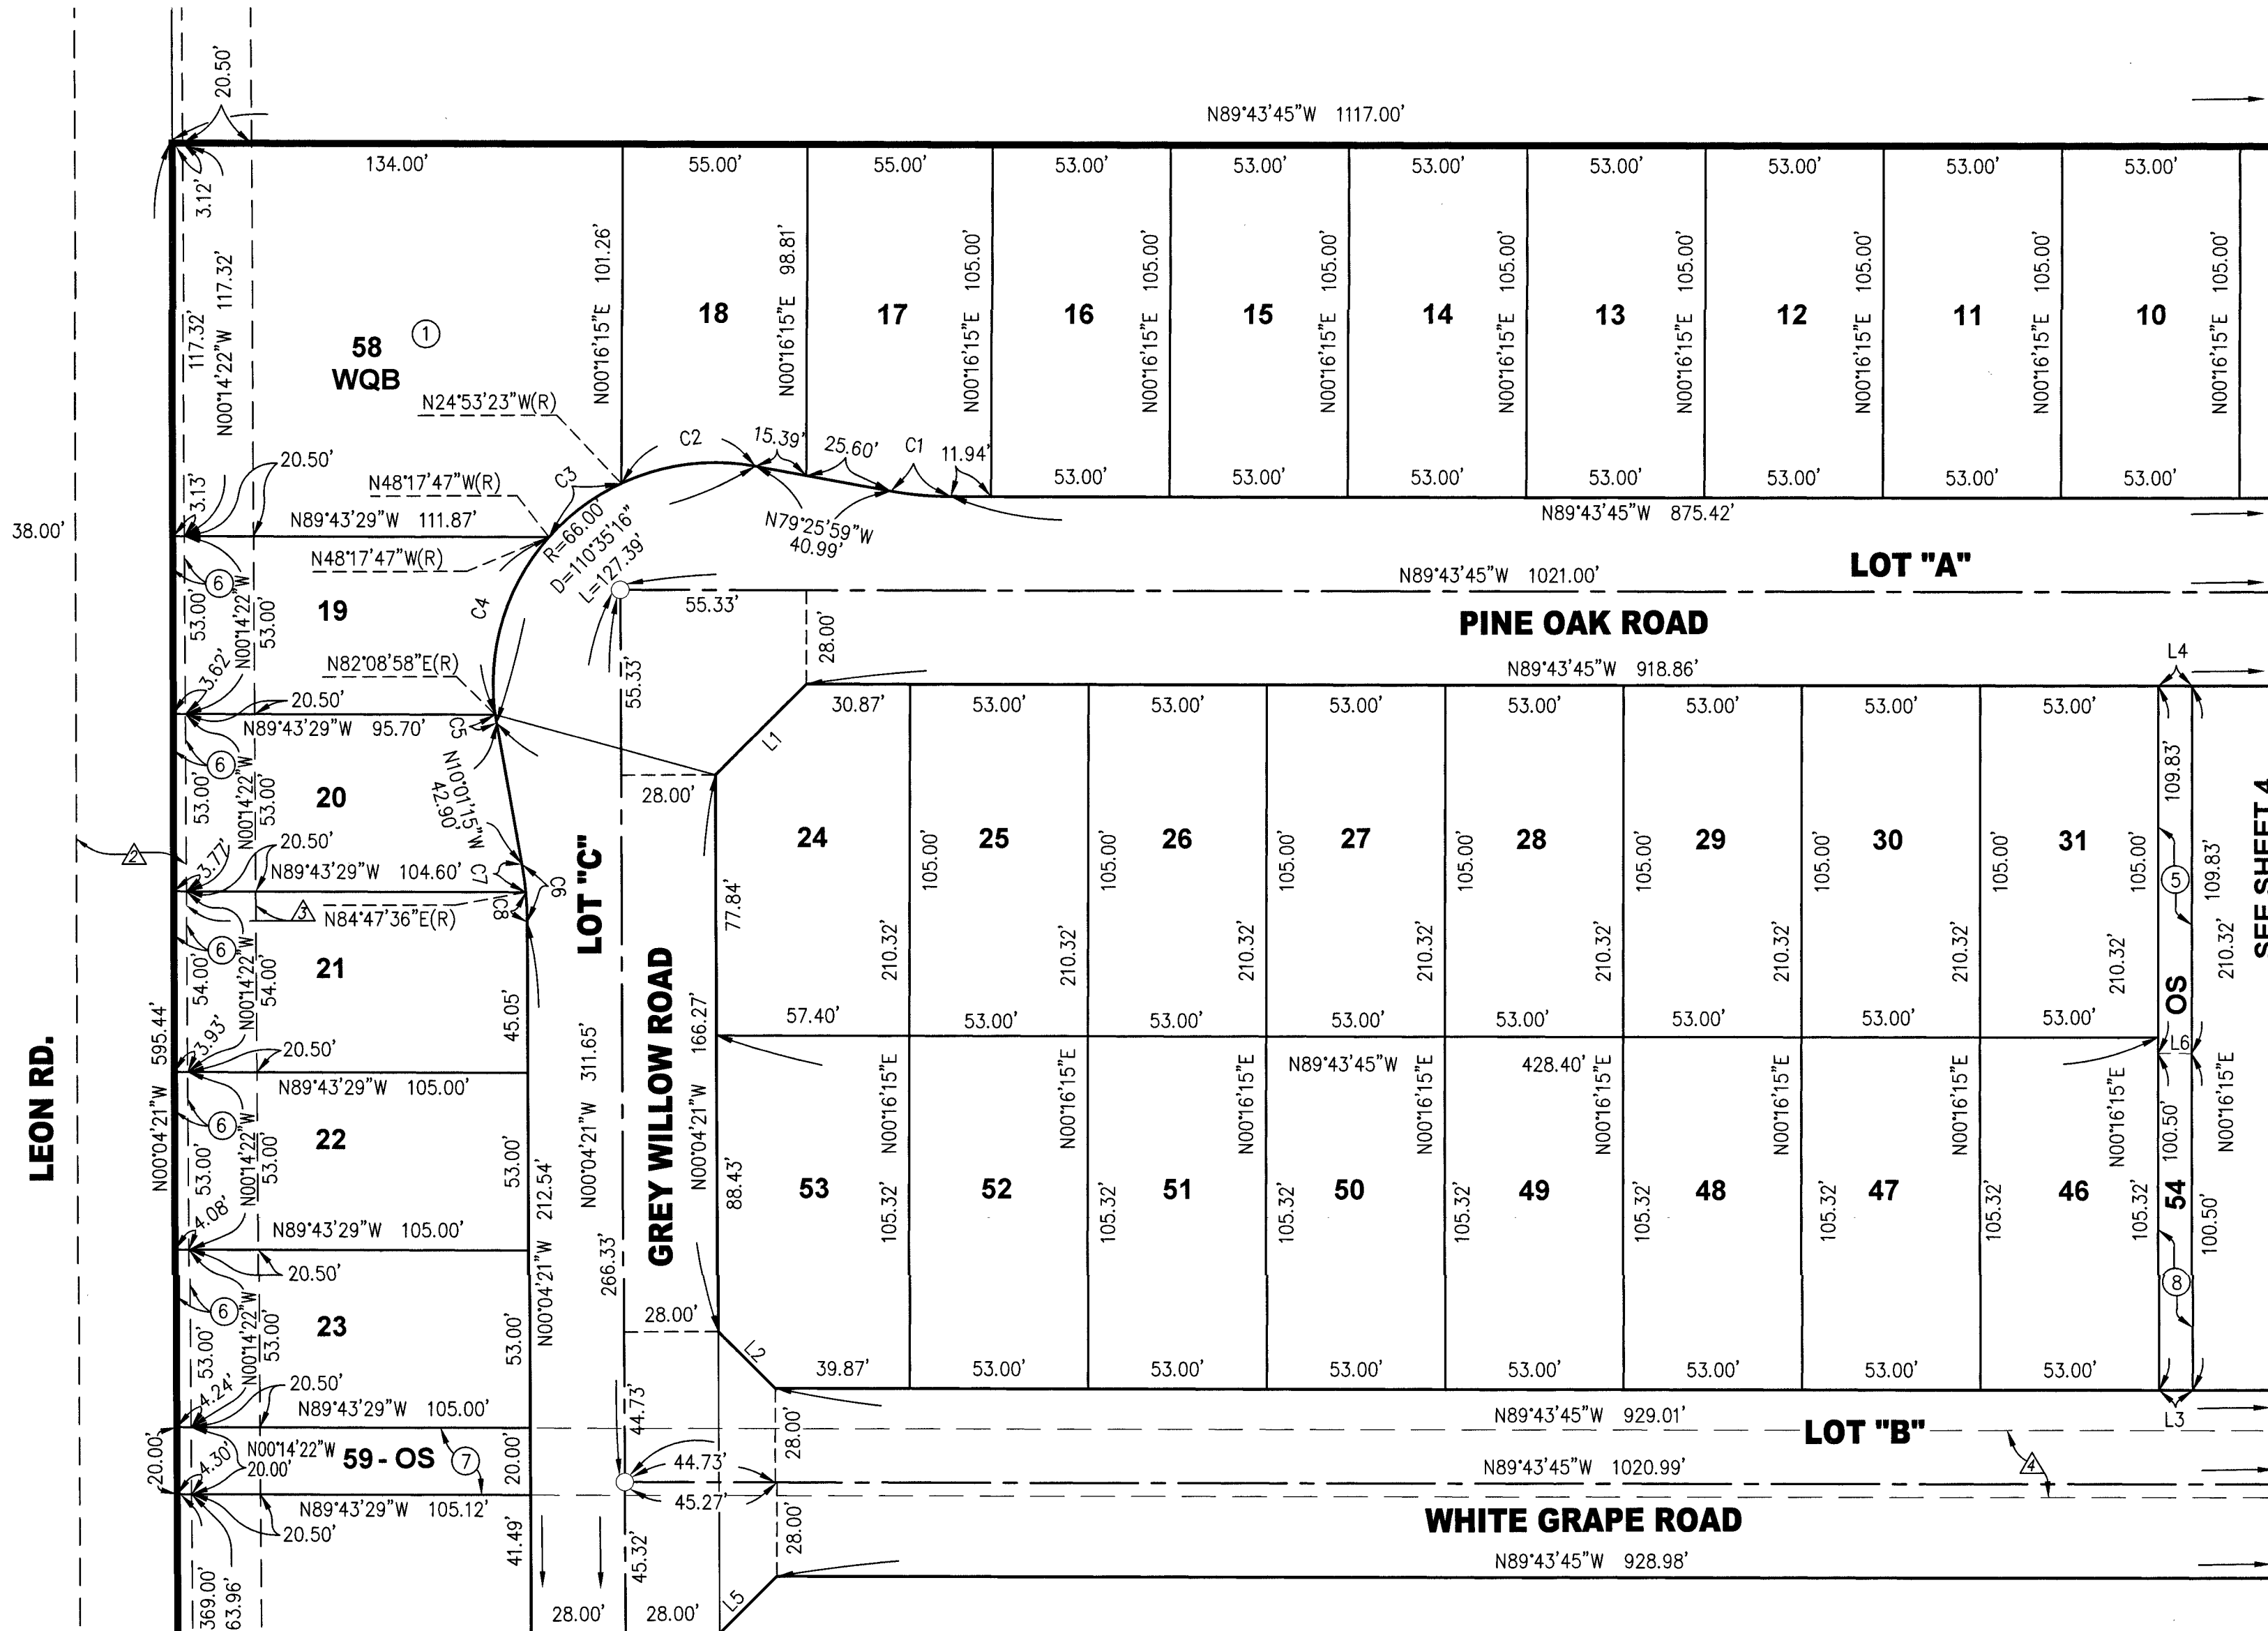 20.50'
N89°43'45"W 1117.00'
134.00'
55.00'
55.00'
53.00'
53.00'
53.00'
53.00'
53.00'
53.00'
53.00'
3.12'
117.32'
N00°14'22"W 117.32'
N00°16'15"E 101.26'
N00°16'15"E 98.81'
N00°16'15"E 105.00'
N00°16'15"E 105.00'
N00°16'15"E 105.00'
N00°16'15"E 105.00'
N00°16'15"E 105.00'
N00°16'15"E 105.00'
N00°16'15"E 105.00'
N00°16'15"E 105.00'
58
WQB
1
18
17
16
15
14
13
12
11
10
N24°53'23"W(R)
C2
15.39'
25.60'
C1
11.94'
53.00'
53.00'
53.00'
53.00'
53.00'
53.00'
53.00'
20.50'
3.13'
N48°17'47"W(R)
C3
N89°43'29"W 111.87'
N48°17'47"W(R)
R=66.00'
D=110°35'16"
L=127.39'
N79°25'59"W
40.99'
N89°43'45"W 875.42'
38.00'
LOT "A"
N89°43'45"W 1021.00'
55.33'
PINE OAK ROAD
6
53.00'
N00°14'22"W
53.00'
19
C4
55.33'
28.00'
N82°08'58"E(R)
3.62'
20.50'
N89°43'29"W 95.70'
C5
N89°43'45"W 918.86'
L4
30.87'
53.00'
53.00'
53.00'
53.00'
53.00'
53.00'
53.00'
L1
28.00'
6
53.00'
N00°14'22"W
53.00'
20
N10°01'15"W
42.90'
2
3.77'
20.50'
N89°43'29"W 104.60'
C7
C6
C8
3
N84°47'36"E(R)
LOT "C"
24
25
26
27
28
29
30
31
77.84'
105.00'
105.00'
105.00'
105.00'
105.00'
105.00'
105.00'
105.00'
109.83'
109.83'
5
SEE SHEET 4
210.32'
210.32'
210.32'
210.32'
210.32'
210.32'
210.32'
210.32'
210.32'
6
54.00'
N00°14'22"W
54.00'
21
45.05'
3.93'
20.50'
N89°43'29"W 105.00'
LEON RD.
N00°04'21"W 595.44'
N00°04'21"W 311.65'
GREY WILLOW ROAD
N00°04'21"W 166.27'
57.40'
53.00'
53.00'
53.00'
53.00'
53.00'
53.00'
53.00'
N89°43'45"W 428.40'
OS
L6
N00°16'15"E
N00°16'15"E
N00°16'15"E
N00°16'15"E
N00°16'15"E
N00°16'15"E
N00°16'15"E
N00°16'15"E
N00°16'15"E
6
53.00'
N00°14'22"W
53.00'
22
53.00'
N00°04'21"W 212.54'
4.08'
N89°43'29"W 105.00'
20.50'
53
52
51
50
49
48
47
46
54
88.43'
105.32'
105.32'
105.32'
105.32'
105.32'
105.32'
105.32'
105.32'
100.50'
100.50'
8
6
53.00'
N00°14'22"W
53.00'
23
53.00'
266.33'
28.00'
L2
39.87'
53.00'
53.00'
53.00'
53.00'
53.00'
53.00'
53.00'
4.24'
20.50'
N89°43'29"W 105.00'
44.73'
28.00'
N89°43'45"W 929.01'
L3
LOT "B"
20.00'
4.30'
N00°14'22"W
20.00'
59 - OS
7
20.00'
44.73'
45.27'
N89°43'45"W 1020.99'
4
N89°43'29"W 105.12'
20.50'
28.00'
WHITE GRAPE ROAD
N89°43'45"W 928.98'
369.00'
63.96'
41.49'
45.32'
28.00'
28.00'
L5